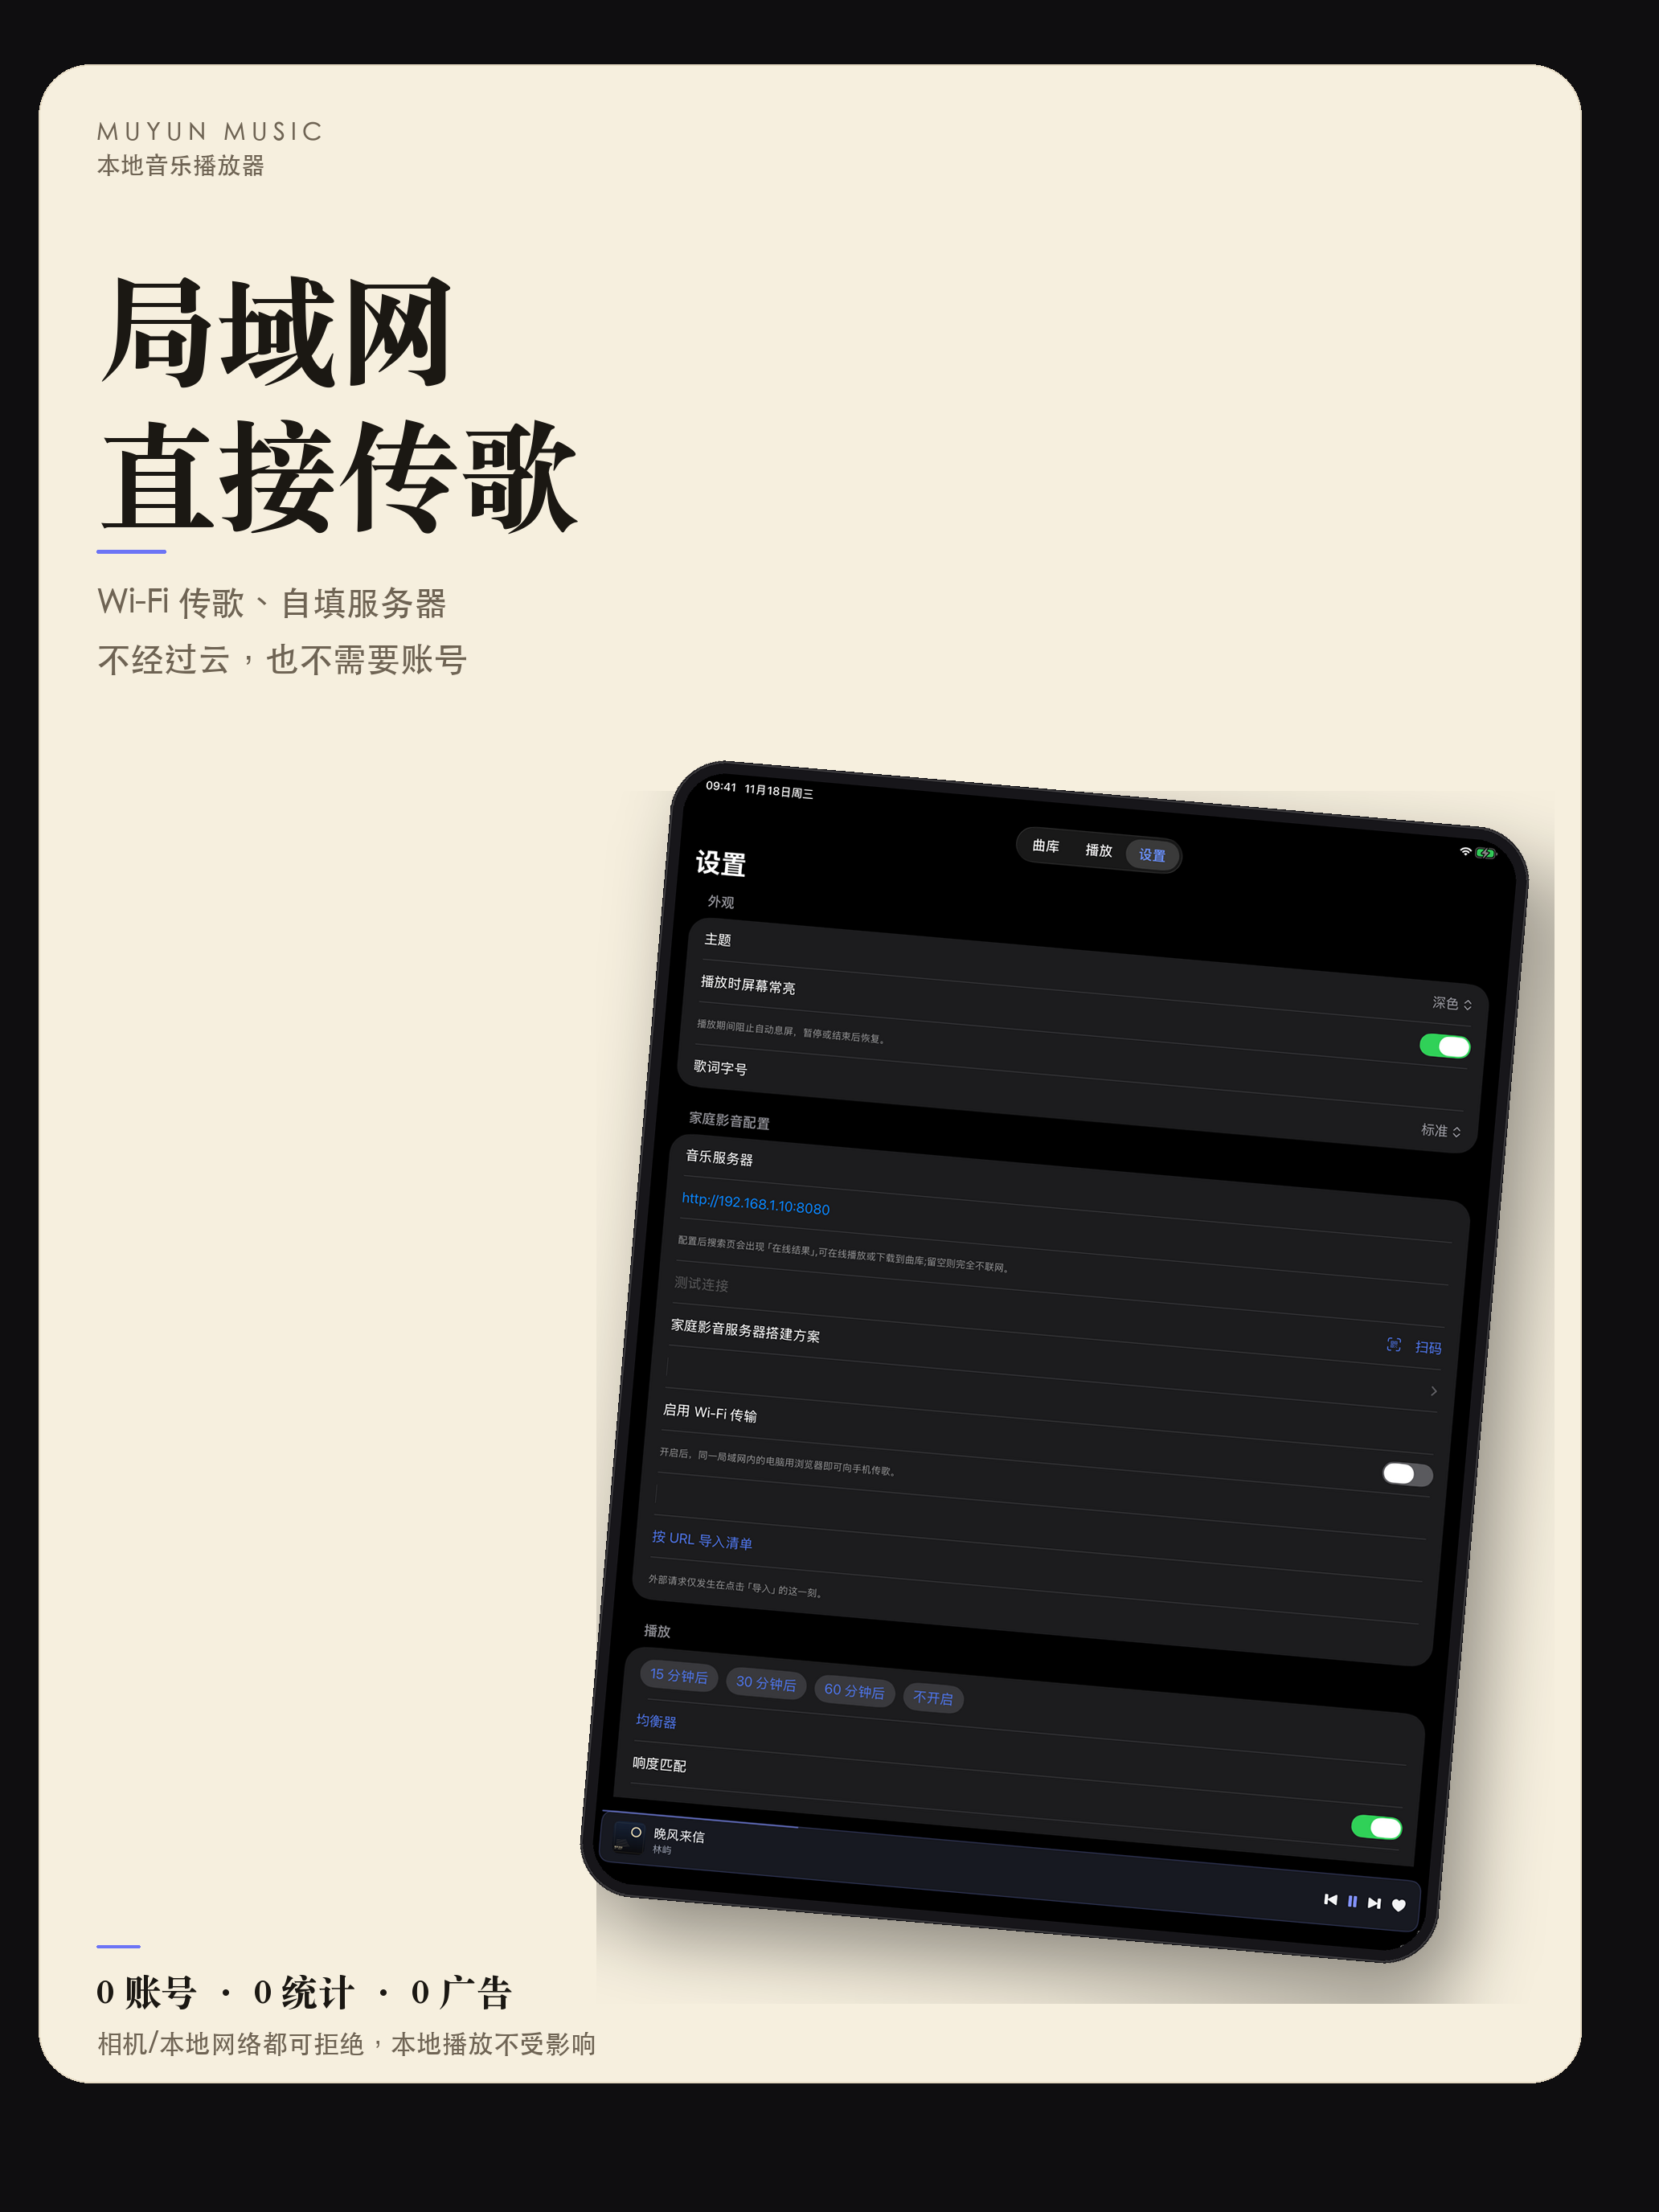 MUYUN MUSIC
本地音乐播放器
局域网
直接传歌
Wi-Fi 传歌、自填服务器
不经过云，也不需要账号
09:41 11月18日周三
曲库 播放 设置
设置
外观
主题
深色
播放时屏幕常亮
播放期间阻止自动息屏，暂停或结束后恢复。
歌词字号
标准
家庭影音配置
音乐服务器
http://192.168.1.10:8080
配置后搜索页会出现「在线结果」,可在线播放或下载到曲库;留空则完全不联网。
测试连接
扫码
家庭影音服务器搭建方案
启用 Wi-Fi 传输
开启后，同一局域网内的电脑用浏览器即可向手机传歌。
按 URL 导入清单
外部请求仅发生在点击「导入」的这一刻。
播放
15 分钟后 30 分钟后 60 分钟后 不开启
均衡器
响度匹配
晚风来信
林屿
0 账号 · 0 统计 · 0 广告
相机/本地网络都可拒绝，本地播放不受影响